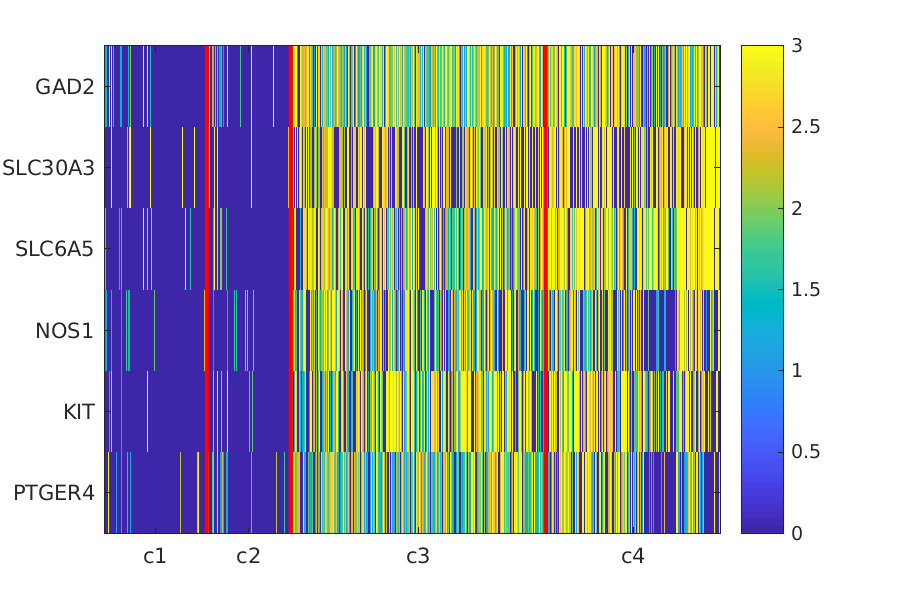 GAD2
SLC30A3
SLC6A5
NOS1
KIT
PTGER4
c1 c2 c3 c4
3
2.5
2
1.5
1
0.5
0